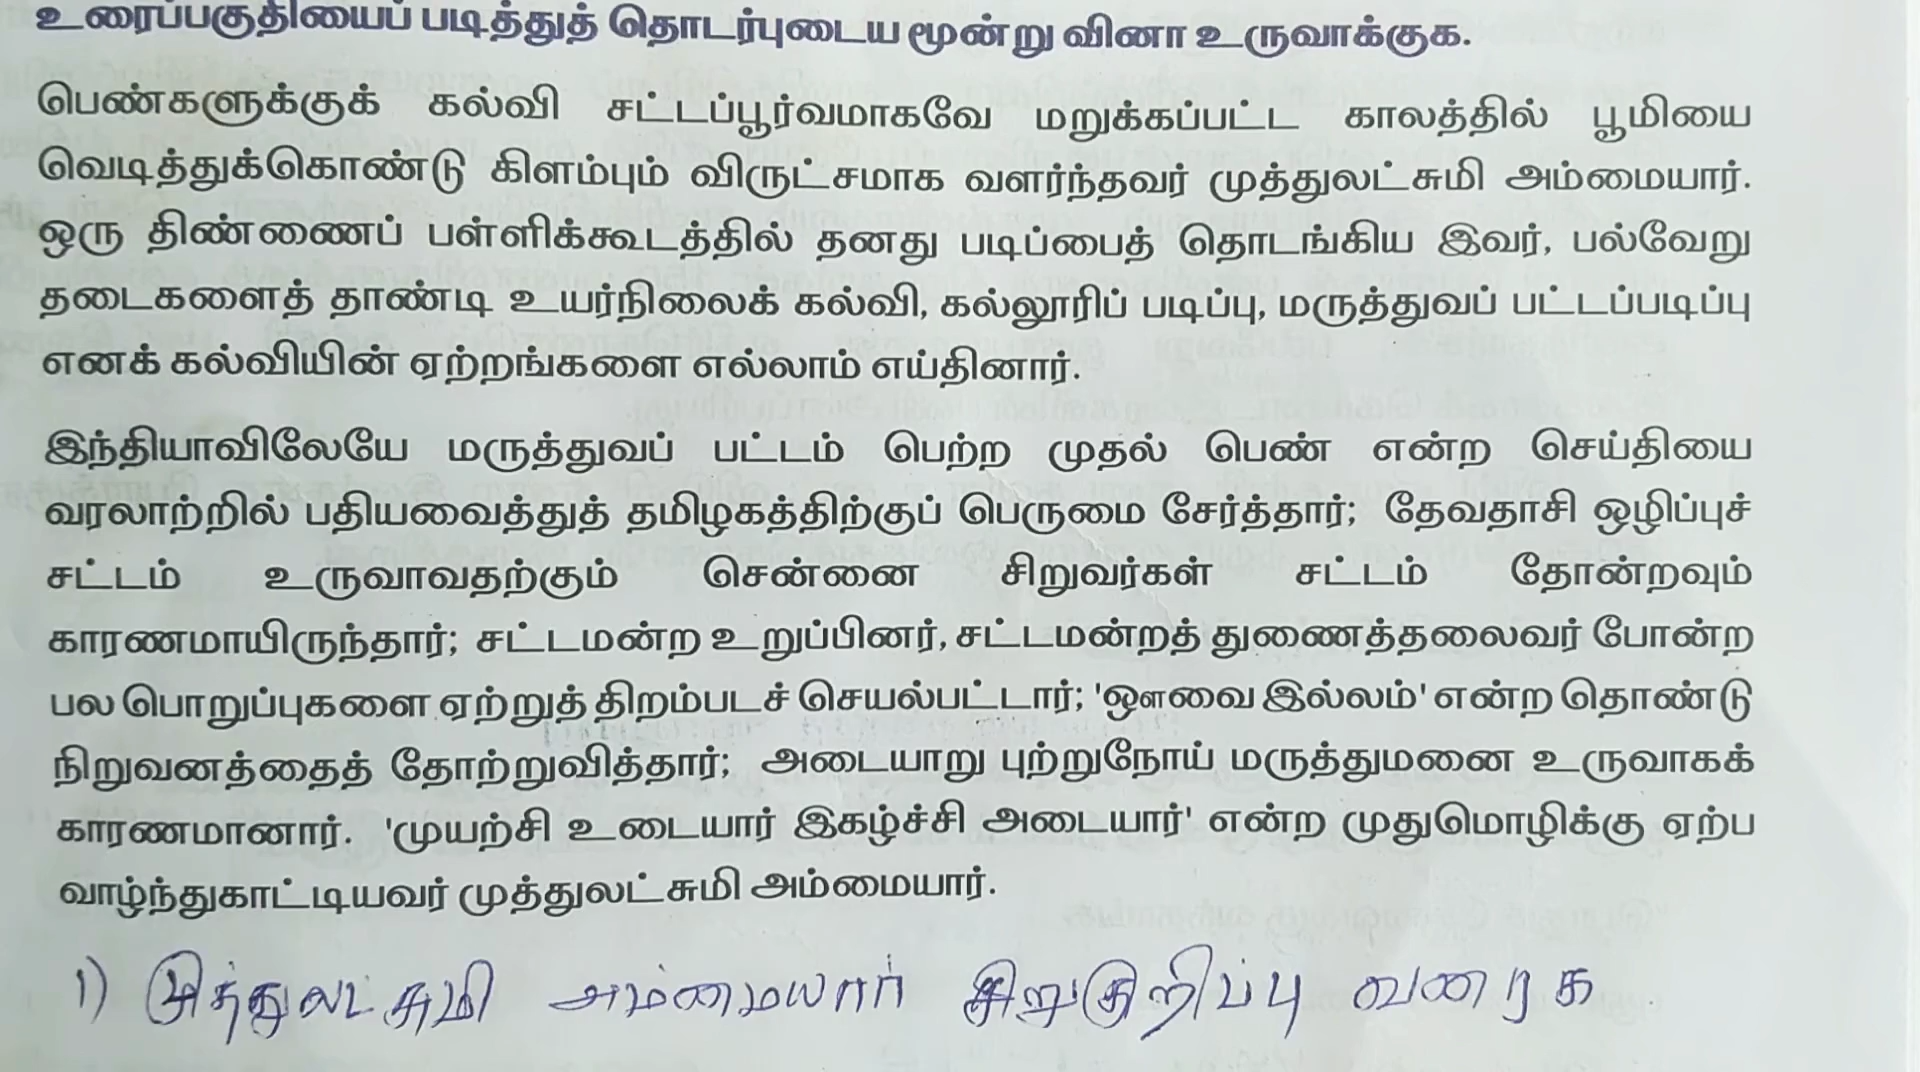 உரைப்பகுதியைப் படித்துத் தொடர்புடைய மூன்று வினா உருவாக்குக.
பெண்களுக்குக் கல்வி சட்டப்பூர்வமாகவே மறுக்கப்பட்ட காலத்தில் பூமியை
வெடித்துக்கொண்டு கிளம்பும் விருட்சமாக வளர்ந்தவர் முத்துலட்சுமி அம்மையார்.
ஒரு திண்ணைப் பள்ளிக்கூடத்தில் தனது படிப்பைத் தொடங்கிய இவர், பல்வேறு
தடைகளைத் தாண்டி உயர்நிலைக் கல்வி, கல்லூரிப் படிப்பு, மருத்துவப் பட்டப்படிப்பு
எனக் கல்வியின் ஏற்றங்களை எல்லாம் எய்தினார்.
இந்தியாவிலேயே மருத்துவப் பட்டம் பெற்ற முதல் பெண் என்ற செய்தியை
வரலாற்றில் பதியவைத்துத் தமிழகத்திற்குப் பெருமை சேர்த்தார்; தேவதாசி ஒழிப்புச்
சட்டம் உருவாவதற்கும் சென்னை சிறுவர்கள் சட்டம் தோன்றவும்
காரணமாயிருந்தார்; சட்டமன்ற உறுப்பினர், சட்டமன்றத் துணைத்தலைவர் போன்ற
பல பொறுப்புகளை ஏற்றுத் திறம்படச் செயல்பட்டார்; 'ஔவை இல்லம்' என்ற தொண்டு
நிறுவனத்தைத் தோற்றுவித்தார்; அடையாறு புற்றுநோய் மருத்துமனை உருவாகக்
காரணமானார். 'முயற்சி உடையார் இகழ்ச்சி அடையார்' என்ற முதுமொழிக்கு ஏற்ப
வாழ்ந்துகாட்டியவர் முத்துலட்சுமி அம்மையார்.
1) முத்துலட்சுமி அம்மையார் சிறுகுறிப்பு வரைக